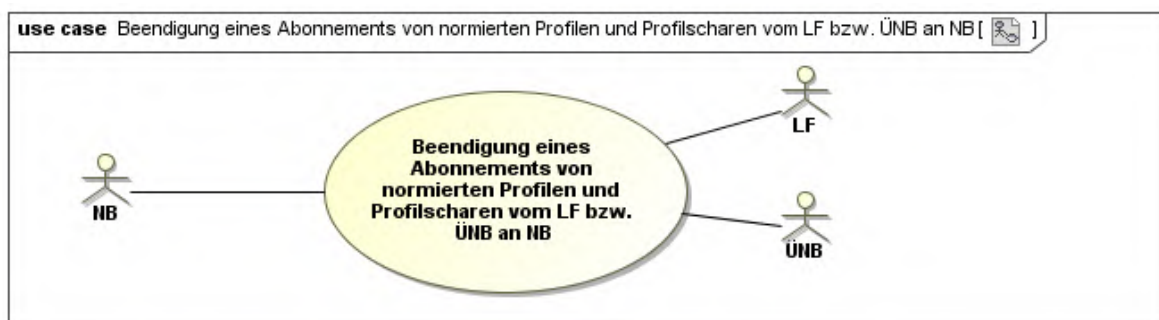 use case Beendigung eines Abonnements von normierten Profilen und Profilscharen vom LF bzw. ÜNB an NB [ ]
LF
Beendigung eines
Abonnements von
normierten Profilen und
Profilscharen vom LF bzw.
ÜNB an NB
NB
ÜNB